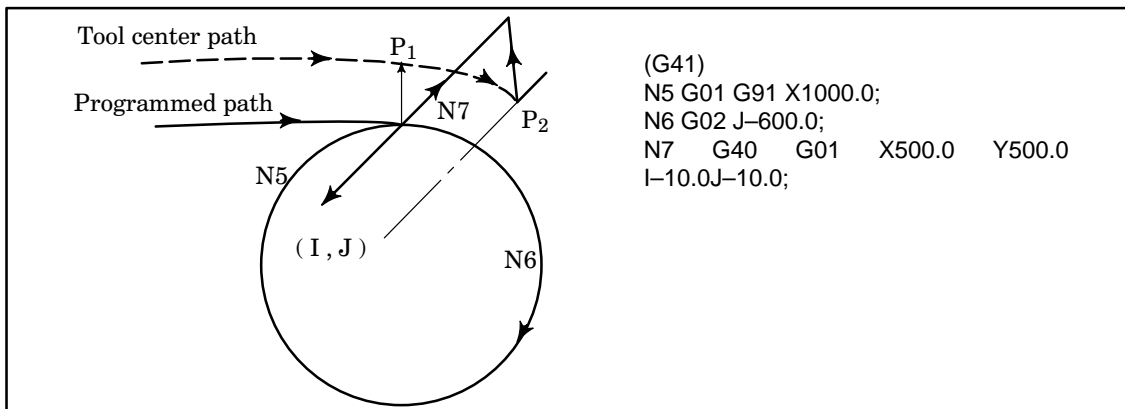 Tool center path
Programmed path
P1
N7
P2
N5
( I , J )
N6
(G41)
N5 G01 G91 X1000.0;
N6 G02 J–600.0;
N7 G40 G01 X500.0 Y500.0
I–10.0J–10.0;